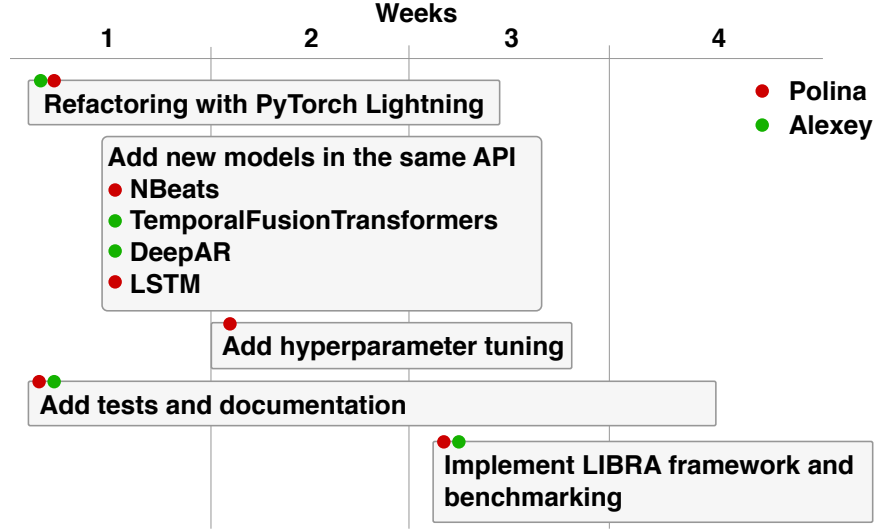 Weeks
1 2 3 4
Refactoring with PyTorch Lightning
Polina
Alexey
Add new models in the same API
NBeats
TemporalFusionTransformers
DeepAR
LSTM
Add hyperparameter tuning
Add tests and documentation
Implement LIBRA framework and
benchmarking